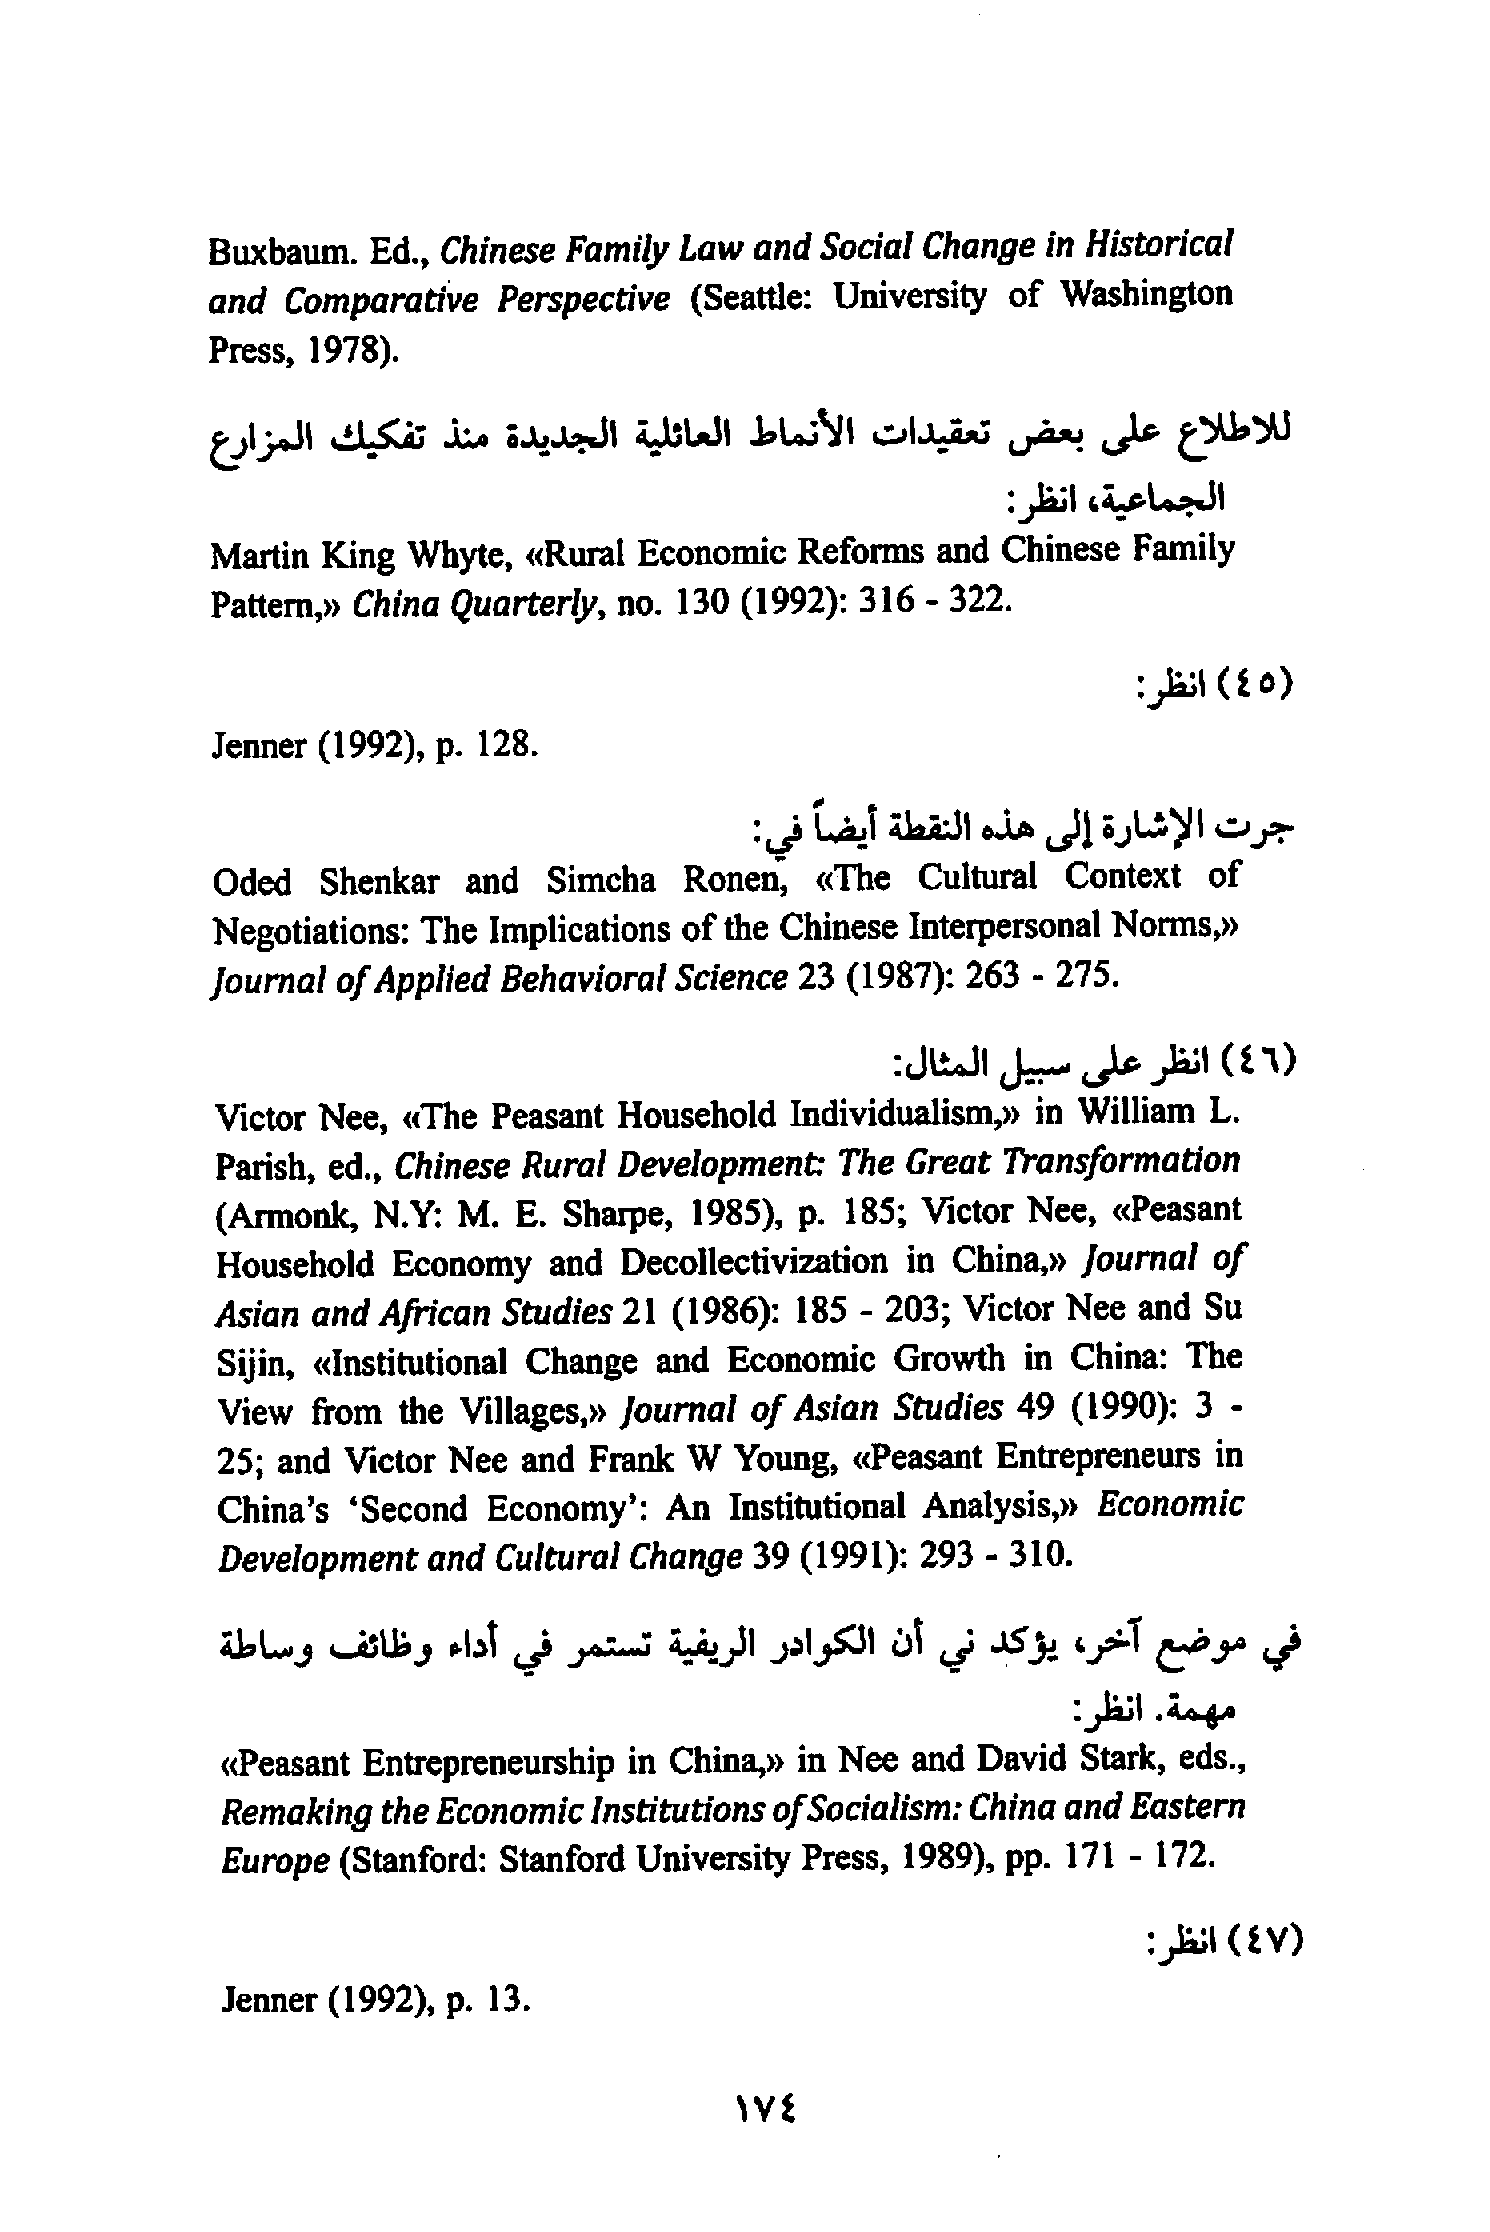 Buxbaum. Ed., Chinese Family Law and Social Change in Historical
and Comparative Perspective (Seattle: University of Washington
Press, 1978).
للاطلاع على بعض تعقيدات الأنماط العائلية الجديدة منذ تفكيك المزارع
الجماعية، انظر:
Martin King Whyte, «Rural Economic Reforms and Chinese Family
Pattern,» China Quarterly, no. 130 (1992): 316 - 322.
(٤٥) انظر:
Jenner (1992), p. 128.
جرت الإشارة إلى هذه النقطة أيضاً في:
Oded Shenkar and Simcha Ronen, «The Cultural Context of
Negotiations: The Implications of the Chinese Interpersonal Norms,»
Journal of Applied Behavioral Science 23 (1987): 263 - 275.
(٤٦) انظر على سبيل المثال:
Victor Nee, «The Peasant Household Individualism,» in William L.
Parish, ed., Chinese Rural Development: The Great Transformation
(Armonk, N.Y: M. E. Sharpe, 1985), p. 185; Victor Nee, «Peasant
Household Economy and Decollectivization in China,» Journal of
Asian and African Studies 21 (1986): 185 - 203; Victor Nee and Su
Sijin, «Institutional Change and Economic Growth in China: The
View from the Villages,» Journal of Asian Studies 49 (1990): 3 -
25; and Victor Nee and Frank W Young, «Peasant Entrepreneurs in
China's ‘Second Economy’: An Institutional Analysis,» Economic
Development and Cultural Change 39 (1991): 293 - 310.
في موضع آخر، يؤكد ني أن الكوادر الريفية تستمر في أداء وظائف وساطة
مهمة. انظر:
«Peasant Entrepreneurship in China,» in Nee and David Stark, eds.,
Remaking the Economic Institutions of Socialism: China and Eastern
Europe (Stanford: Stanford University Press, 1989), pp. 171 - 172.
(٤٧) انظر:
Jenner (1992), p. 13.
١٧٤